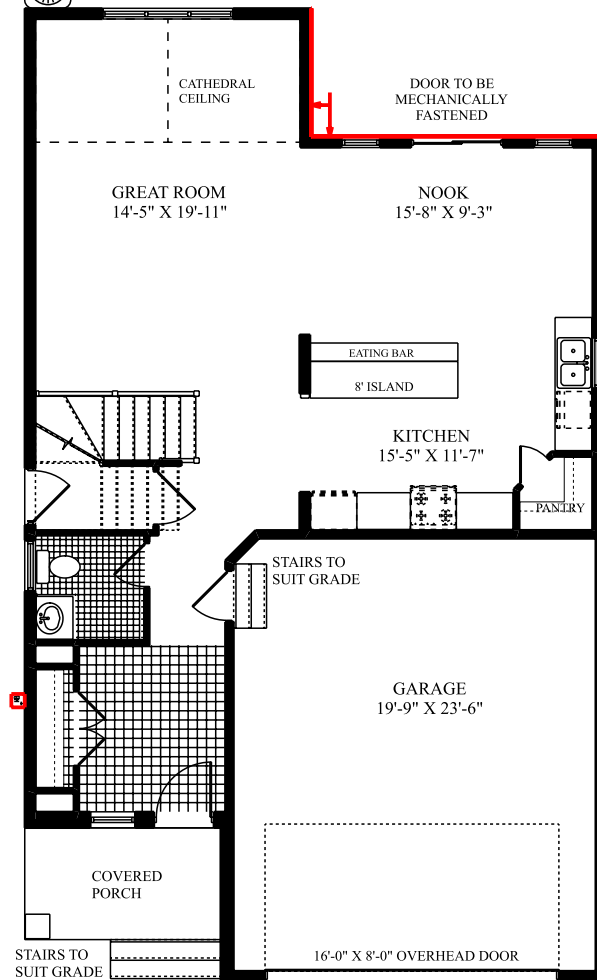 CATHEDRAL
CEILING
DOOR TO BE
MECHANICALLY
FASTENED
GREAT ROOM
14'-5" X 19'-11"
NOOK
15'-8" X 9'-3"
EATING BAR
8' ISLAND
KITCHEN
15'-5" X 11'-7"
PANTRY
STAIRS TO
SUIT GRADE
GARAGE
19'-9" X 23'-6"
COVERED
PORCH
STAIRS TO
SUIT GRADE
16'-0" X 8'-0" OVERHEAD DOOR